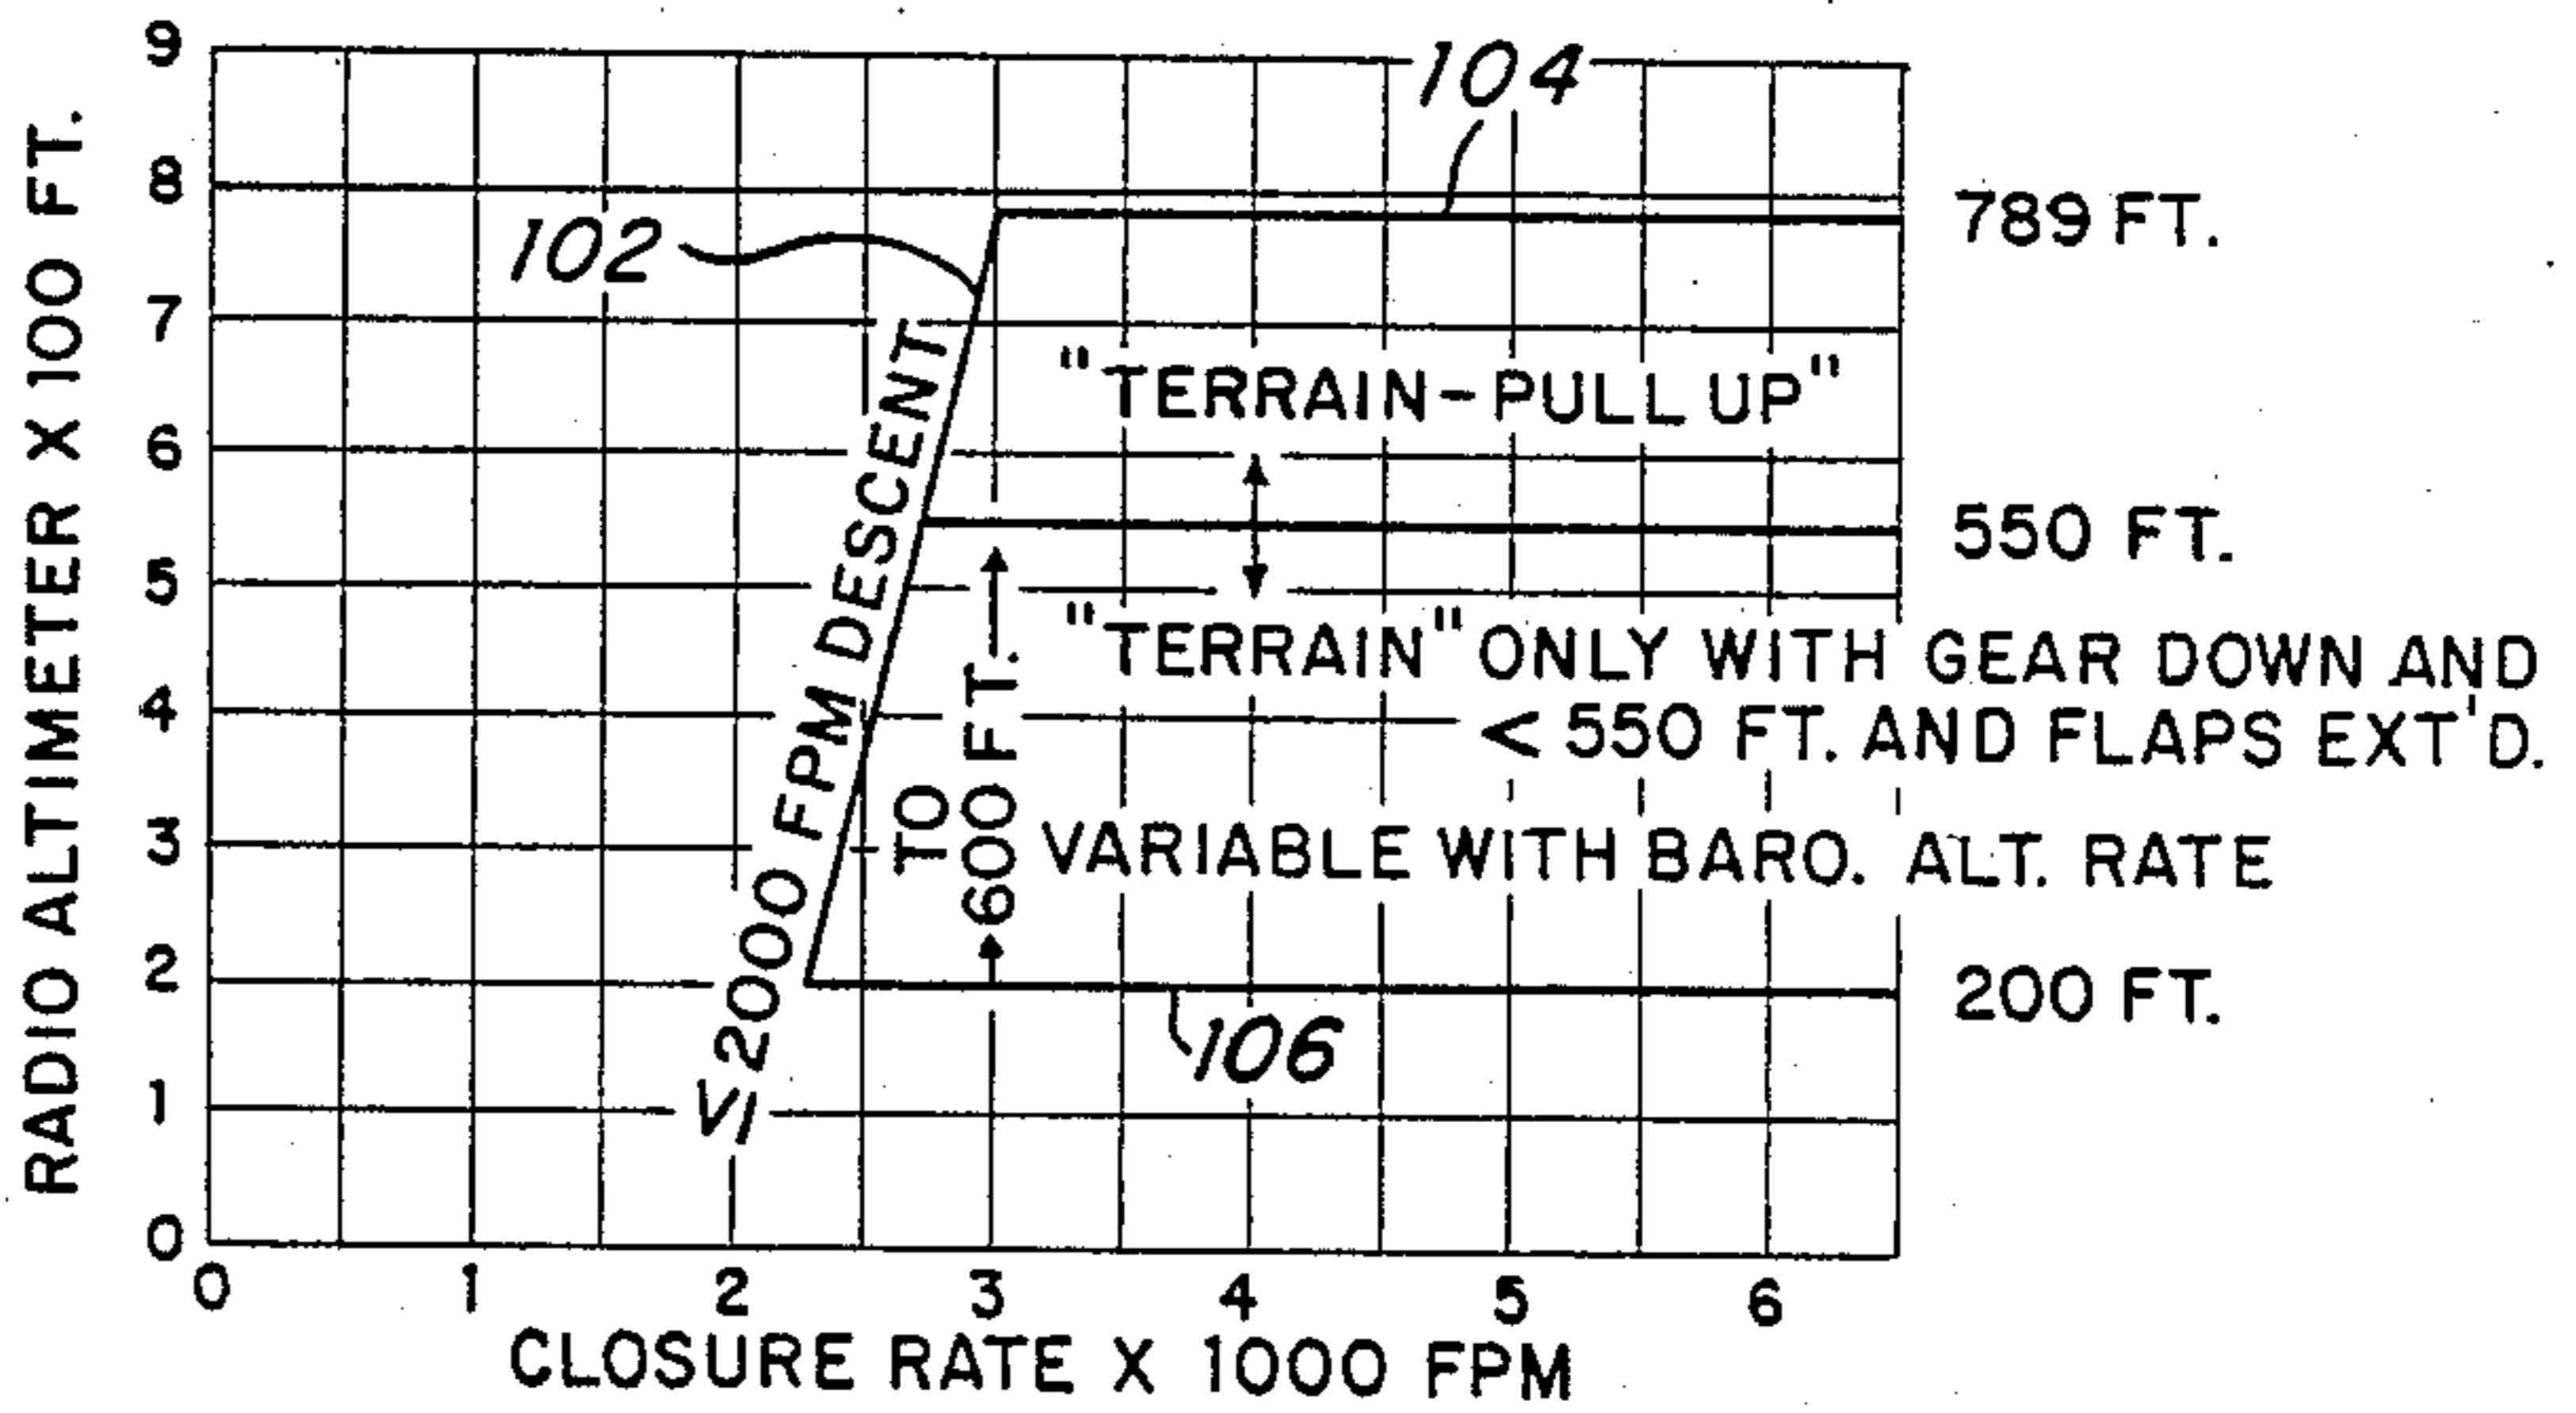 RADIO ALTIMETER X 100 FT.
9
8
7
6
5
4
3
2
1
0
104
102
789 FT.
"TERRAIN-PULL UP"
550 FT.
"TERRAIN" ONLY WITH GEAR DOWN AND
< 550 FT. AND FLAPS EXT'D.
≤ 2000 FPM DESCENT
TO
600 FT.
VARIABLE WITH BARO. ALT. RATE
200 FT.
106
0 1 2 3 4 5 6
CLOSURE RATE X 1000 FPM